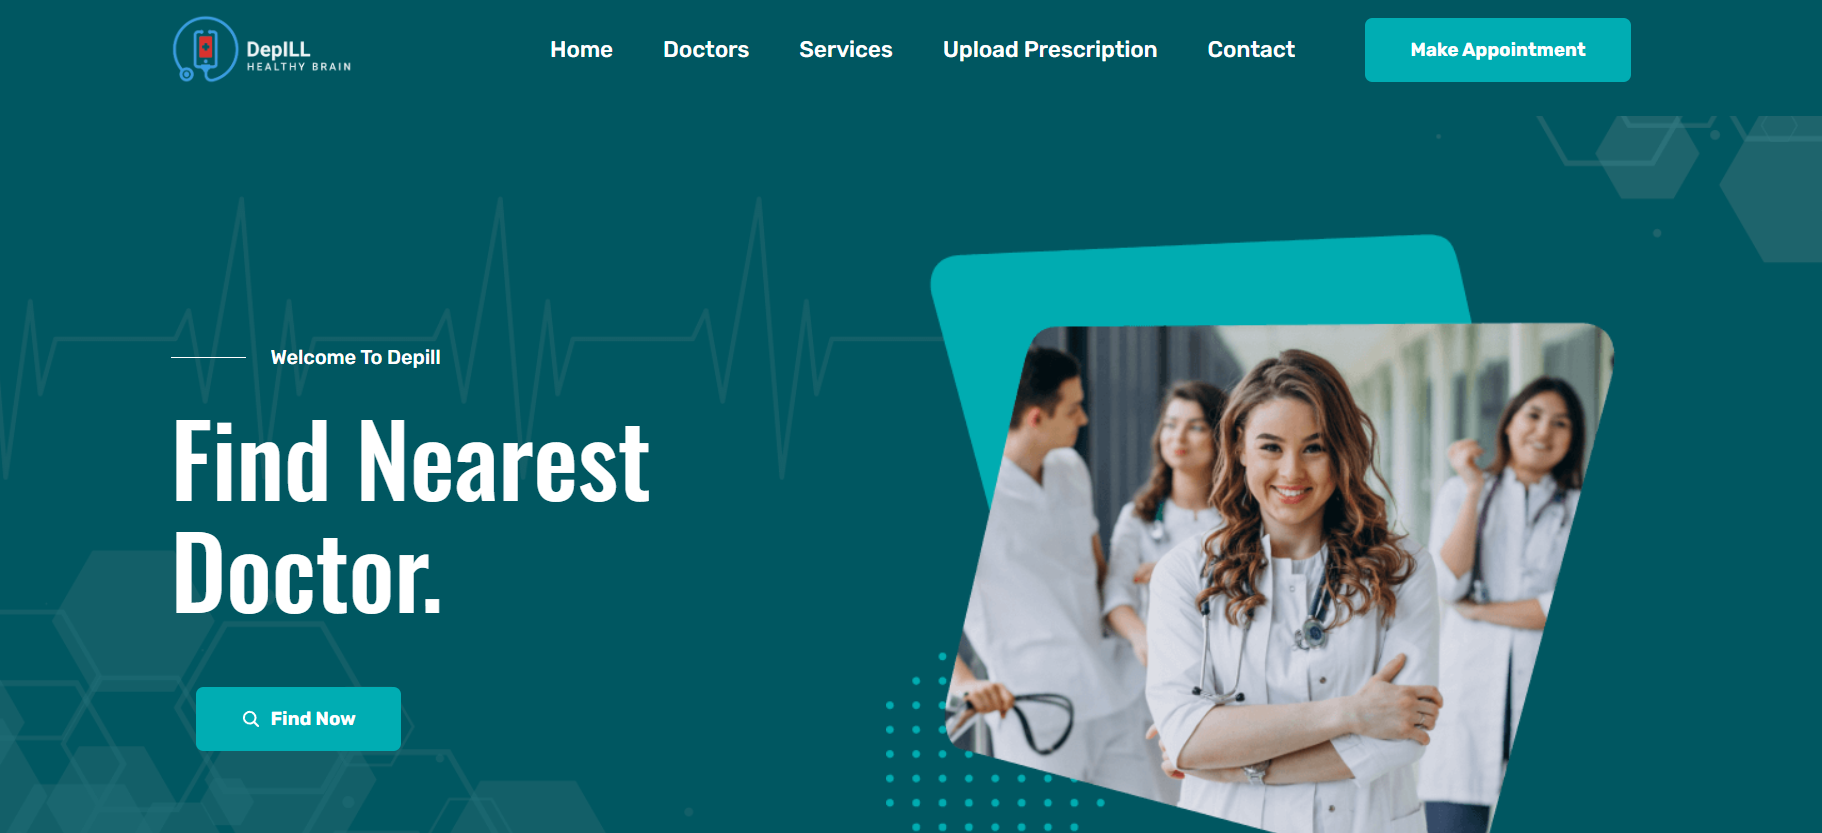 DepILL
HEALTHY BRAIN
Home
Doctors
Services
Upload Prescription
Contact
Make Appointment
Welcome To Depill
Find Nearest
Doctor.
Find Now